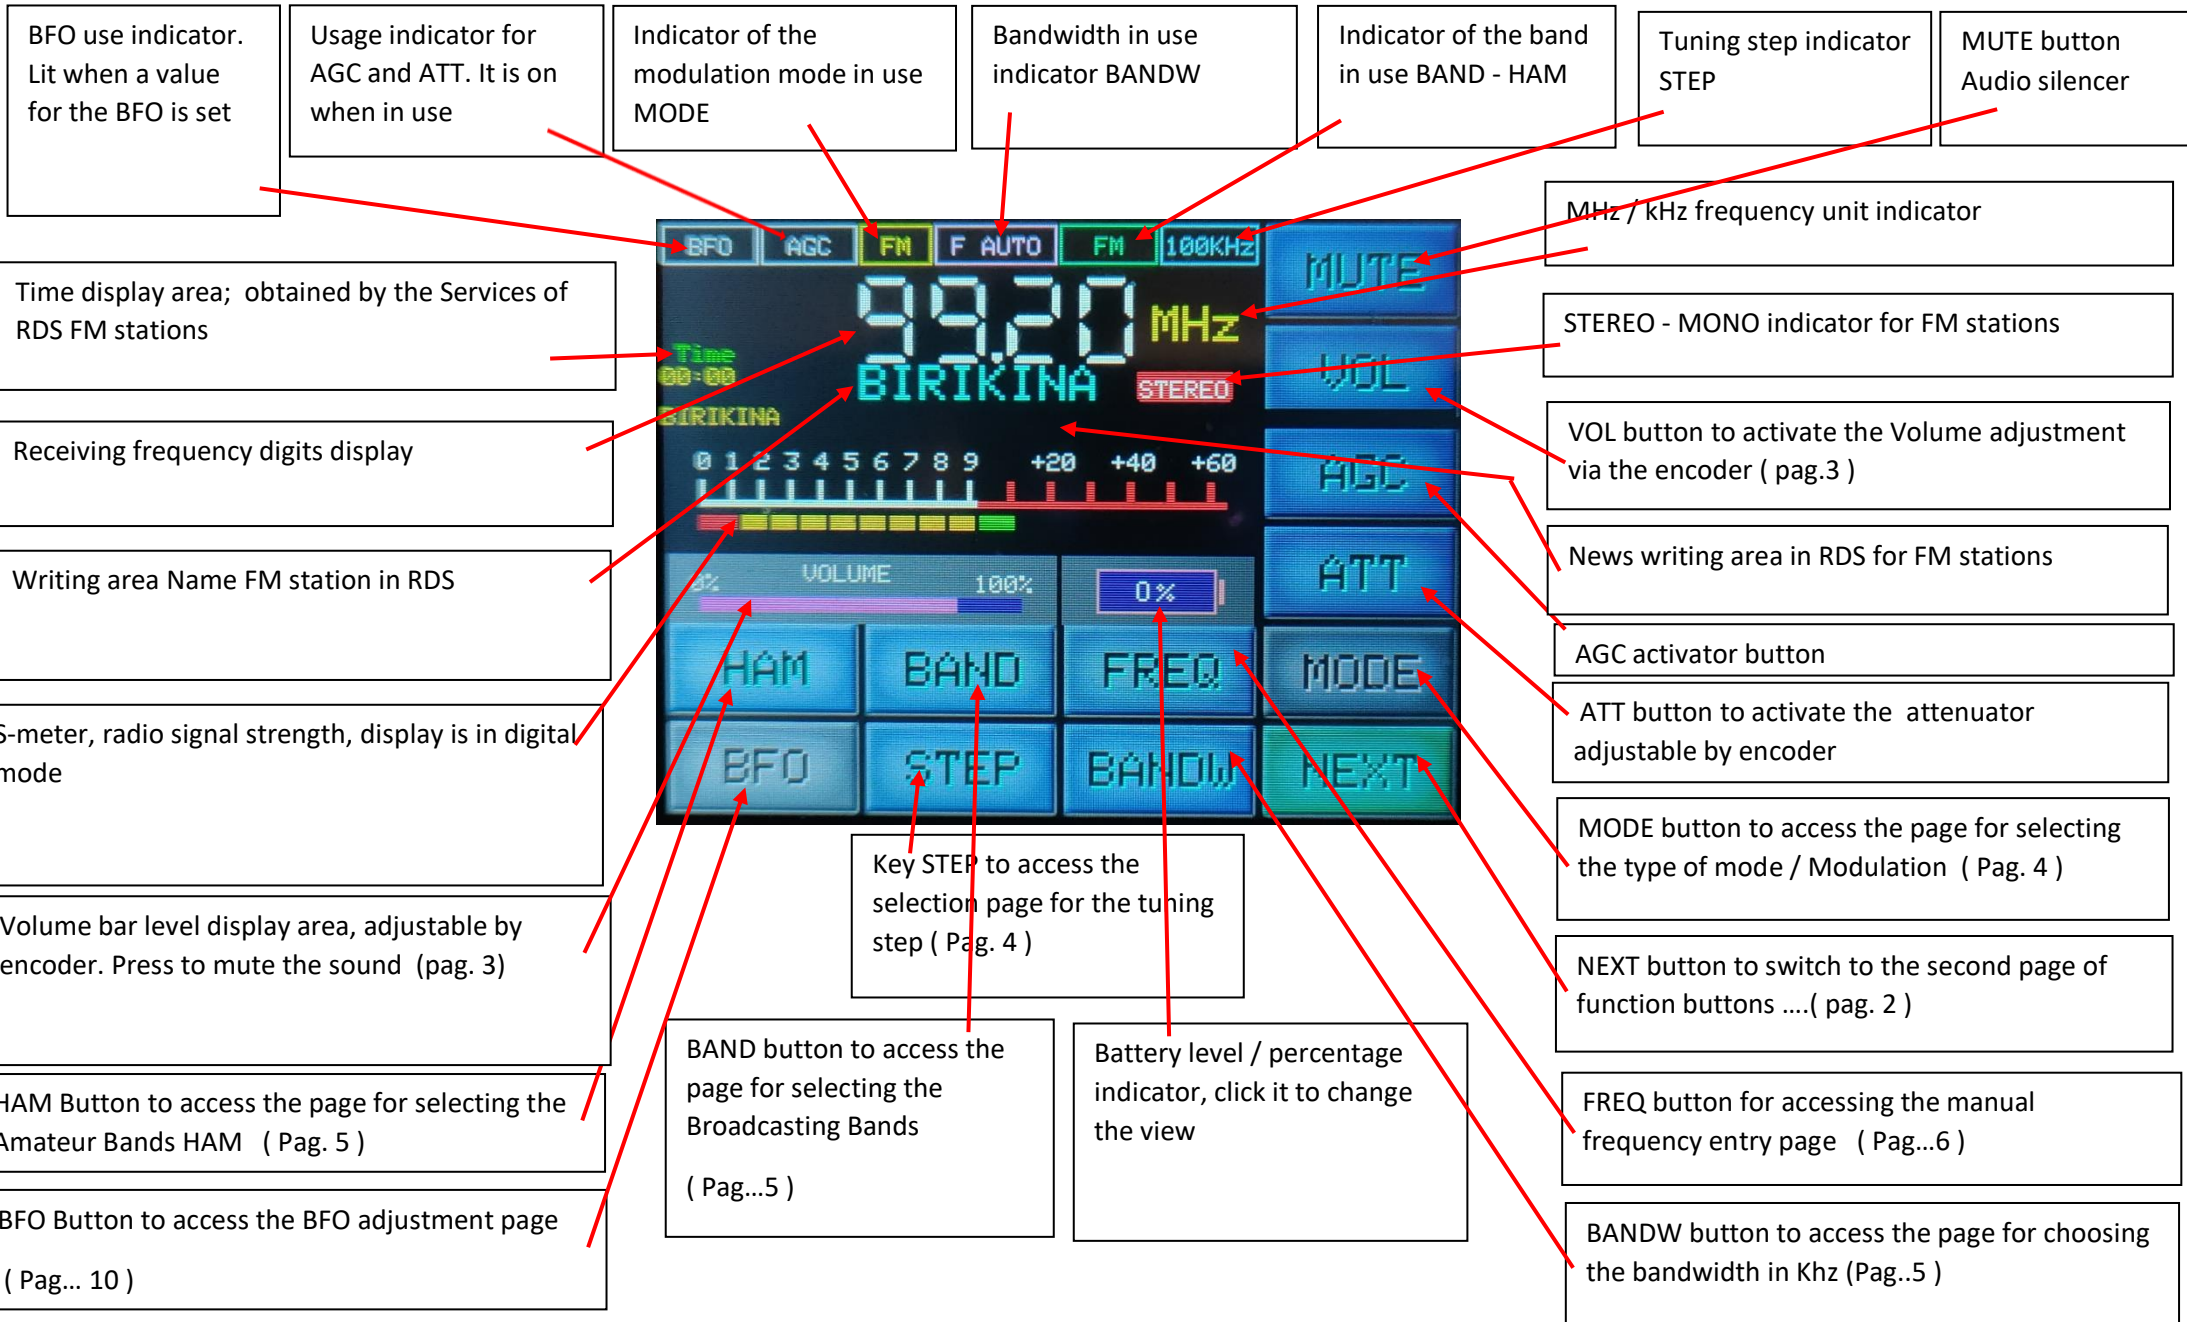 BFO use indicator.
Lit when a value
for the BFO is set
Usage indicator for
AGC and ATT. It is on
when in use
Indicator of the
modulation mode in use
MODE
Bandwidth in use
indicator BANDW
Indicator of the band
in use BAND - HAM
Tuning step indicator
STEP
MUTE button
Audio silencer
MHz / kHz frequency unit indicator
STEREO - MONO indicator for FM stations
VOL button to activate the Volume adjustment
via the encoder ( pag.3 )
News writing area in RDS for FM stations
AGC activator button
ATT button to activate the attenuator
adjustable by encoder
MODE button to access the page for selecting
the type of mode / Modulation ( Pag. 4 )
NEXT button to switch to the second page of
function buttons ....( pag. 2 )
FREQ button for accessing the manual
frequency entry page ( Pag...6 )
BANDW button to access the page for choosing
the bandwidth in Khz (Pag..5 )
Time display area; obtained by the Services of
RDS FM stations
Receiving frequency digits display
Writing area Name FM station in RDS
S-meter, radio signal strength, display is in digital
mode
Volume bar level display area, adjustable by
encoder. Press to mute the sound (pag. 3)
HAM Button to access the page for selecting the
Amateur Bands HAM ( Pag. 5 )
BFO Button to access the BFO adjustment page
( Pag... 10 )
Key STEP to access the
selection page for the tuning
step ( Pag. 4 )
BAND button to access the
page for selecting the
Broadcasting Bands
( Pag...5 )
Battery level / percentage
indicator, click it to change
the view
BFO AGC FM F AUTO FM 100KHz
MUTE
99.20 MHz
Time
00:00
BIRIKINA STEREO
VOL
BIRIKINA
0 1 2 3 4 5 6 7 8 9 +20 +40 +60
AGC
VOLUME
0% 100%
0%
ATT
HAM BAND FREQ MODE
BFO STEP BANDW NEXT